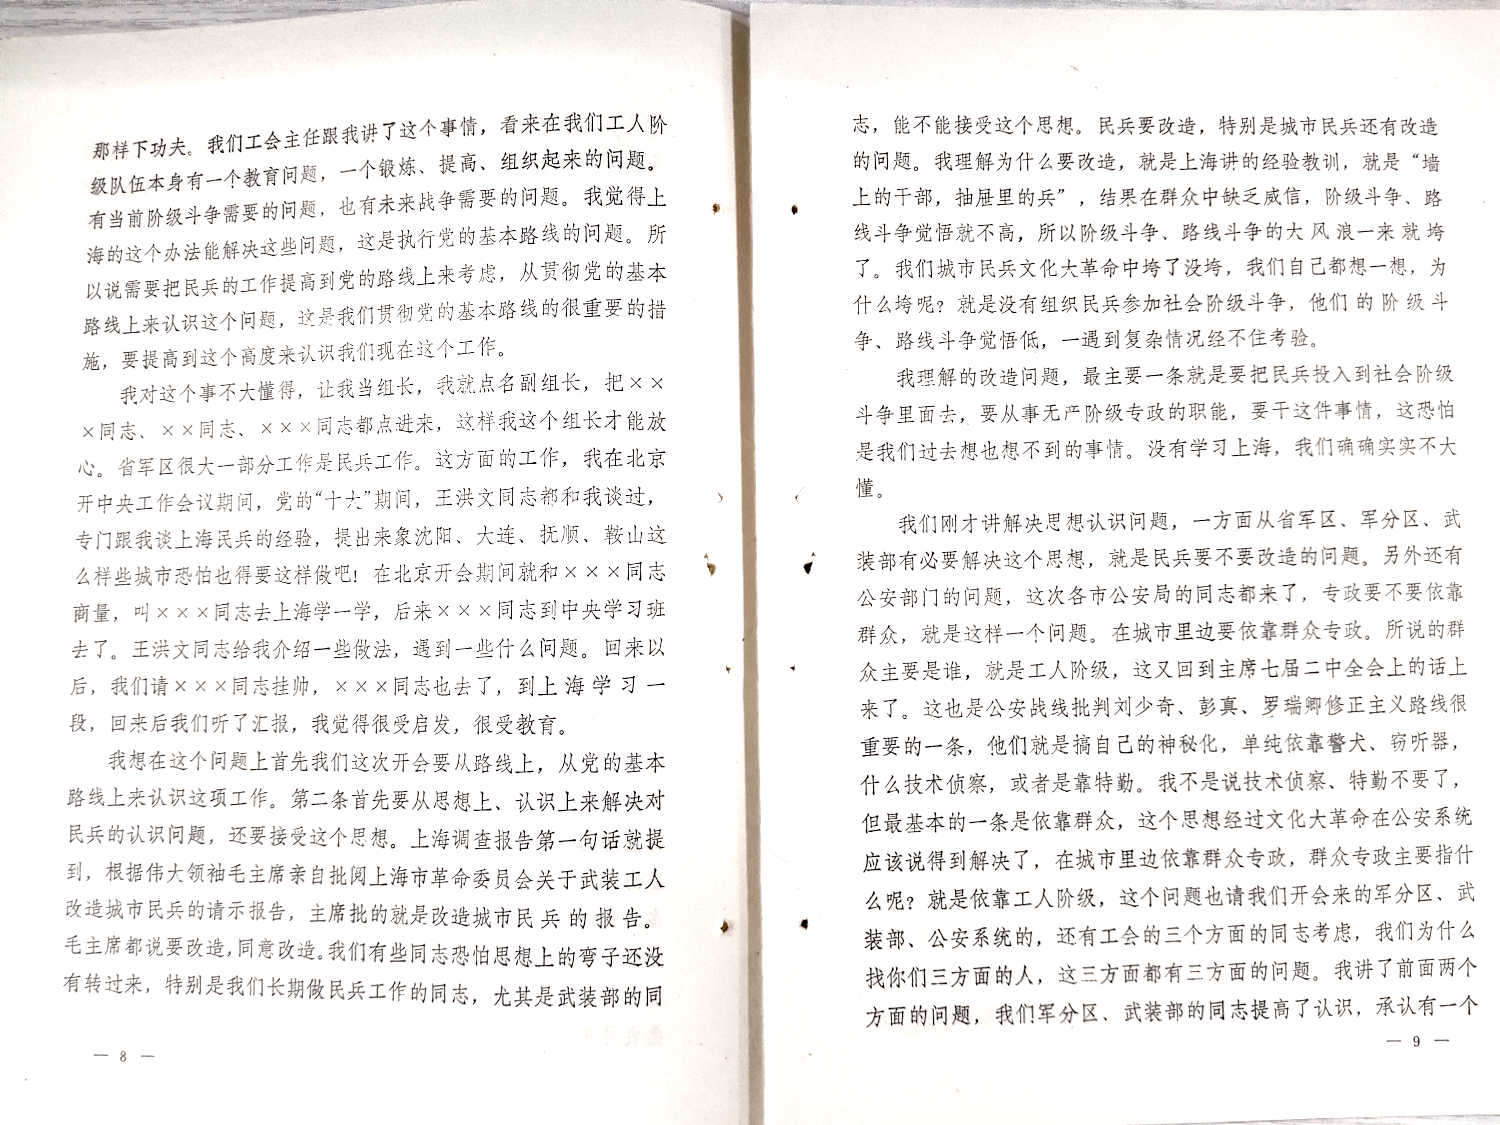 那样下功夫。我们工会主任跟我讲了这个事情，看来在我们工人阶
级队伍本身有一个教育问题，一个锻炼、提高、组织起来的问题。
有当前阶级斗争需要的问题，也有未来战争需要的问题。我觉得上
海的这个办法能解决这些问题，这是执行党的基本路线的问题。所
以说需要把民兵的工作提高到党的路线上来考虑，从贯彻党的基本
路线上来认识这个问题，这是我们贯彻党的基本路线的很重要的措
施，要提高到这个高度来认识我们现在这个工作。
我对这个事不大懂得，让我当组长，我就点名副组长，把××
×同志、××同志、×××同志都点进来，这样我这个组长才能放
心。省军区很大一部分工作是民兵工作。这方面的工作，我在北京
开中央工作会议期间，党的“十大”期间，王洪文同志都和我谈过，
专门跟我谈上海民兵的经验，提出来象沈阳、大连、抚顺、鞍山这
么样些城市恐怕也得要这样做吧！在北京开会期间就和×××同志
商量，叫×××同志去上海学一学，后来×××同志到中央学习班
去了。王洪文同志给我介绍一些做法，遇到一些什么问题。回来以
后，我们请×××同志挂帅，×××同志也去了，到上海学习一
段，回来后我们听了汇报，我觉得很受启发，很受教育。
我想在这个问题上首先我们这次开会要从路线上，从党的基本
路线上来认识这项工作。第二条首先要从思想上、认识上来解决对
民兵的认识问题，还要接受这个思想。上海调查报告第一句话就提
到，根据伟大领袖毛主席亲自批阅上海市革命委员会关于武装工人
改造城市民兵的请示报告，主席批的就是改造城市民兵的报告。
毛主席都说要改造，同意改造。我们有些同志恐怕思想上的弯子还没
有转过来，特别是我们长期做民兵工作的同志，尤其是武装部的同
— 8 —
志，能不能接受这个思想。民兵要改造，特别是城市民兵还有改造
的问题。我理解为什么要改造，就是上海讲的经验教训，就是“墙
上的干部，抽屉里的兵”，结果在群众中缺乏威信，阶级斗争、路
线斗争觉悟就不高，所以阶级斗争、路线斗争的大风浪一来就垮
了。我们城市民兵文化大革命中垮了没垮，我们自己都想一想，为
什么垮呢？就是没有组织民兵参加社会阶级斗争，他们的阶级斗
争、路线斗争觉悟低，一遇到复杂情况经不住考验。
我理解的改造问题，最主要一条就是要把民兵投入到社会阶级
斗争里面去，要从事无产阶级专政的职能，要干这件事情，这恐怕
是我们过去想也想不到的事情。没有学习上海，我们确确实实不大
懂。
我们刚才讲解决思想认识问题，一方面从省军区、军分区、武
装部有必要解决这个思想，就是民兵要不要改造的问题。另外还有
公安部门的问题，这次各市公安局的同志都来了，专政要不要依靠
群众，就是这样一个问题。在城市里边要依靠群众专政。所说的群
众主要是谁，就是工人阶级，这又回到主席七届二中全会上的话上
来了。这也是公安战线批判刘少奇、彭真、罗瑞卿修正主义路线很
重要的一条，他们就是搞自己的神秘化，单纯依靠警犬、窃听器，
什么技术侦察，或者是靠特勤。我不是说技术侦察、特勤不要了，
但最基本的一条是依靠群众，这个思想经过文化大革命在公安系统
应该说得到解决了，在城市里边依靠群众专政，群众专政主要指什
么呢？就是依靠工人阶级，这个问题也请我们开会来的军分区、武
装部、公安系统的，还有工会的三个方面的同志考虑，我们为什么
找你们三方面的人，这三方面都有三方面的问题。我讲了前面两个
方面的问题，我们军分区、武装部的同志提高了认识，承认有一个
— 9 —